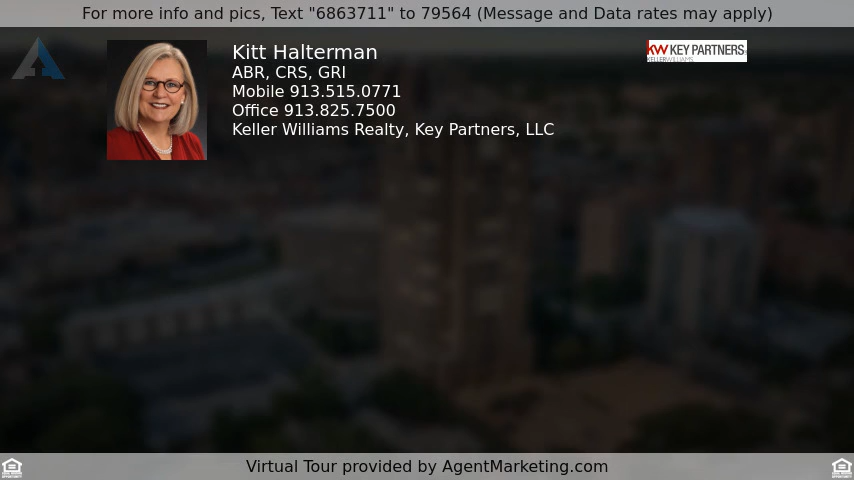 For more info and pics, Text "6863711" to 79564 (Message and Data rates may apply)
Kitt Halterman
ABR, CRS, GRI
Mobile 913.515.0771
Office 913.825.7500
Keller Williams Realty, Key Partners, LLC
KW KEY PARTNERS
KELLERWILLIAMS.
Virtual Tour provided by AgentMarketing.com